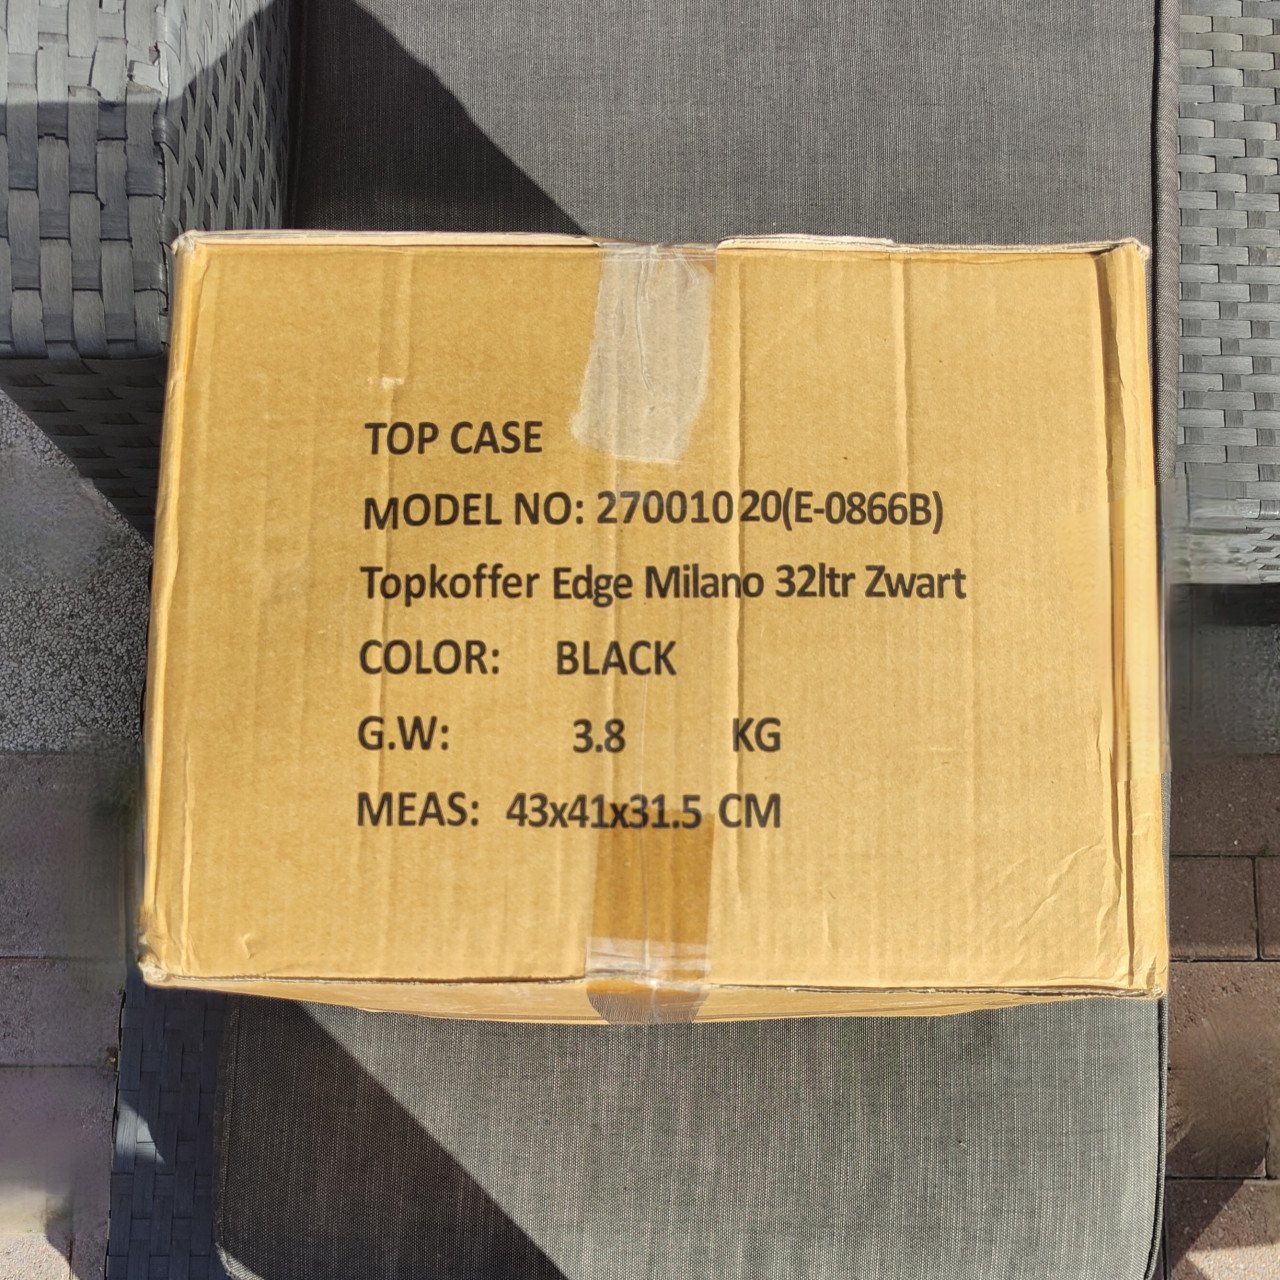 TOP CASE
MODEL NO: 27001020(E-0866B)
Topkoffer Edge Milano 32ltr Zwart
COLOR: BLACK
G.W: 3.8 KG
MEAS: 43x41x31.5 CM